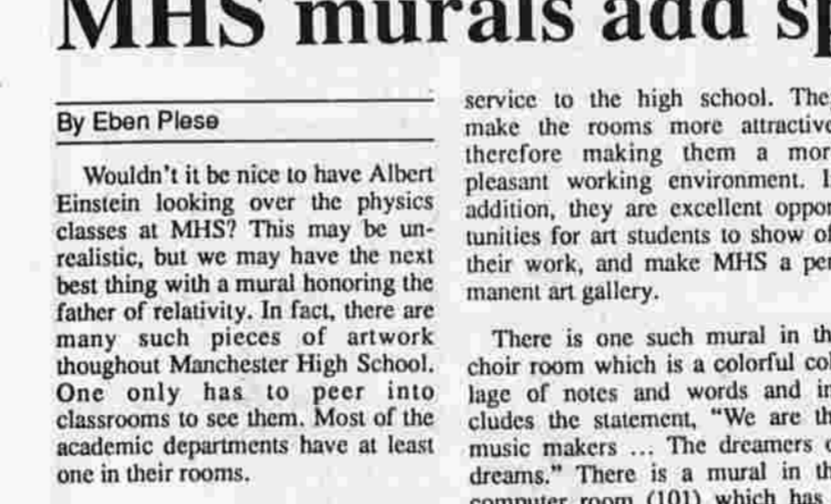 MHS murals add sp
By Eben Plese
Wouldn't it be nice to have Albert
Einstein looking over the physics
classes at MHS? This may be un-
realistic, but we may have the next
best thing with a mural honoring the
father of relativity. In fact, there are
many such pieces of artwork
thoughout Manchester High School.
One only has to peer into
classrooms to see them. Most of the
academic departments have at least
one in their rooms.
service to the high school. The
make the rooms more attractive
therefore making them a mor
pleasant working environment. I
addition, they are excellent oppor
tunities for art students to show of
their work, and make MHS a per
manent art gallery.
There is one such mural in th
choir room which is a colorful col
lage of notes and words and in
cludes the statement, "We are th
music makers ... The dreamers o
dreams." There is a mural in th
computer room (101) which has